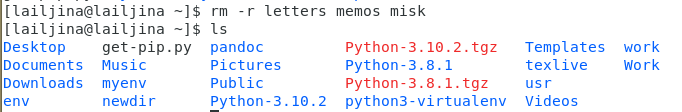 [lailjina@lailjina ~]$ rm -r letters memos misk
[lailjina@lailjina ~]$ ls
Desktop get-pip.py pandoc Python-3.10.2.tgz Templates work
Documents Music Pictures Python-3.8.1 texlive Work
Downloads myenv Public Python-3.8.1.tgz usr
env newdir Python-3.10.2 python3-virtualenv Videos